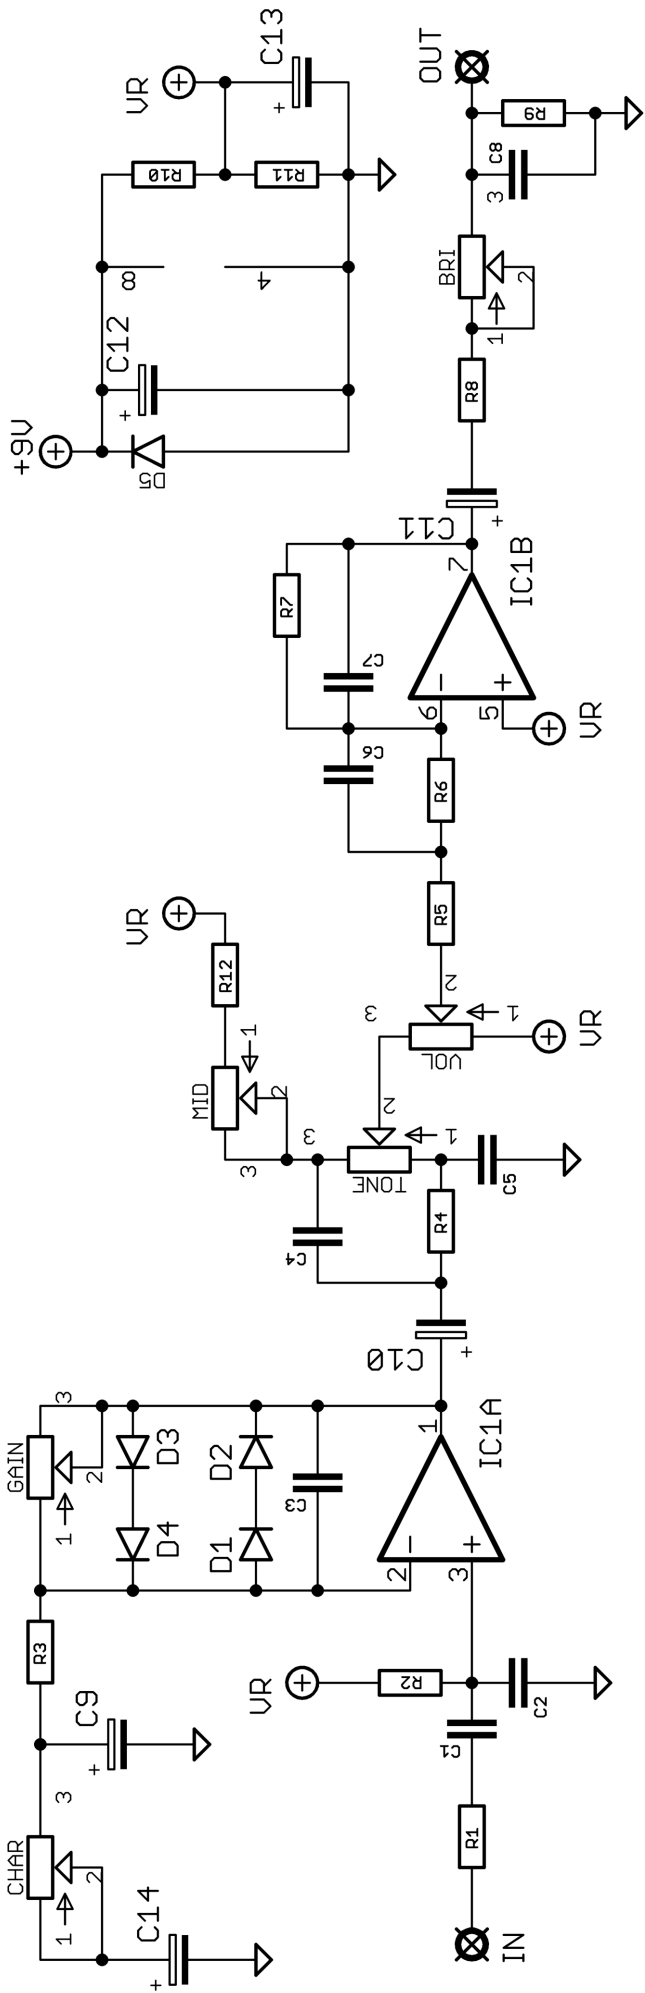 C13
VR
+
+
OUT
R10
R11
R9
C8
3
8
4
BRI
2
1
C12
+
+9V
+
D5
R8
C11
+
R7
7
IC1B
C7
C6
6
−
5
+
+
VR
R6
R5
VR
+
R12
2
3
1
1
VOL
+
VR
MID
2
3
3
2
1
TONE
C5
C4
R4
C10
+
GAIN
3
2
1
D3
D4
D2
D1
C3
1
IC1A
2
−
3
+
R3
VR
+
R2
C2
C1
C9
+
3
CHAR
2
1
C14
+
R1
IN